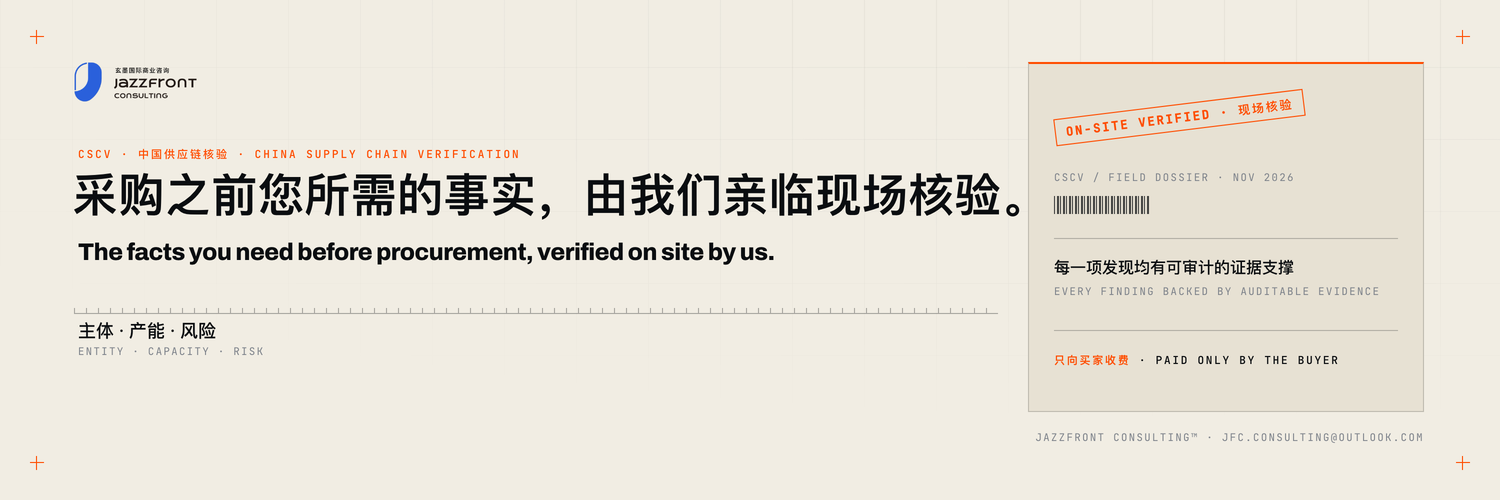 玄基国际商业咨询
JAZZFRONT
CONSULTING
CSCV · 中国供应链核验 · CHINA SUPPLY CHAIN VERIFICATION
采购之前您所需的事实，由我们亲临现场核验。
The facts you need before procurement, verified on site by us.
主体 · 产能 · 风险
ENTITY · CAPACITY · RISK
ON-SITE VERIFIED · 现场核验
CSCV / FIELD DOSSIER · NOV 2026
每一项发现均有可审计的证据支撑
EVERY FINDING BACKED BY AUDITABLE EVIDENCE
只向买家收费 · PAID ONLY BY THE BUYER
JAZZFRONT CONSULTING™ · JFC.CONSULTING@OUTLOOK.COM